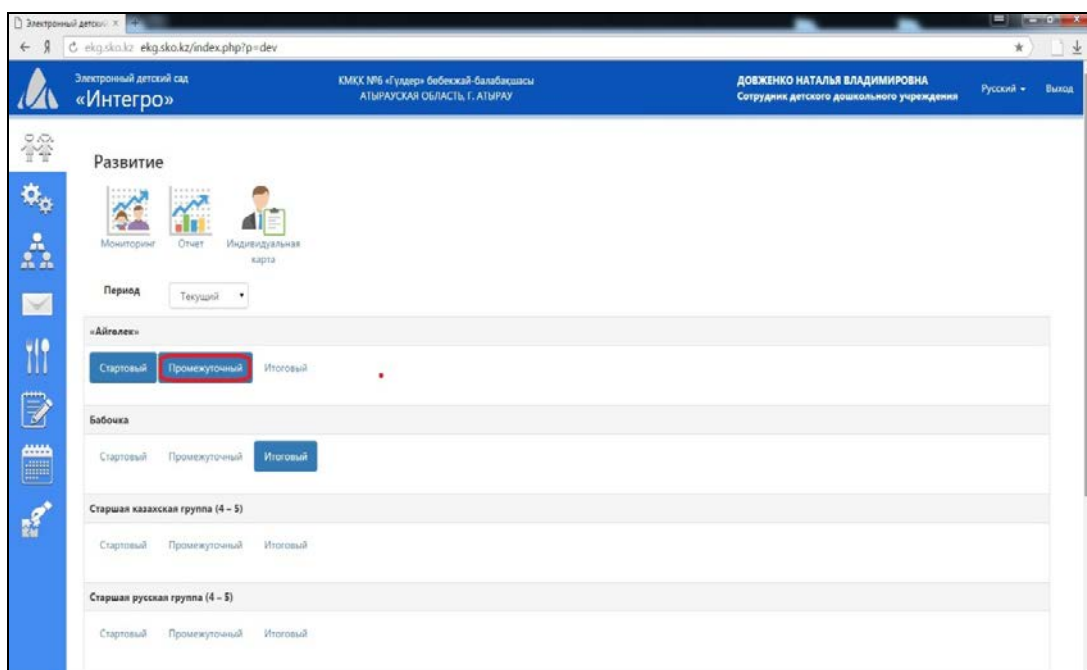 Электронный детский
ekg.sko.kz ekg.sko.kz/index.php?p=dev
Электронный детский сад
«Интегро»
КМҚК №6 «Гүлдер» бөбекжай-балабақшасы
АТЫРАУСКАЯ ОБЛАСТЬ, Г. АТЫРАУ
ДОВЖЕНКО НАТАЛЬЯ ВЛАДИМИРОВНА
Сотрудник детского дошкольного учреждения
Русский
Выход
Развитие
Мониторинг
Отчет
Индивидуальная
карта
Период
Текущий
«Айгөлек»
Стартовый Промежуточный Итоговый
Бабочка
Стартовый Промежуточный Итоговый
Старшая казахская группа (4 – 5)
Стартовый Промежуточный Итоговый
Старшая русская группа (4 – 5)
Стартовый Промежуточный Итоговый